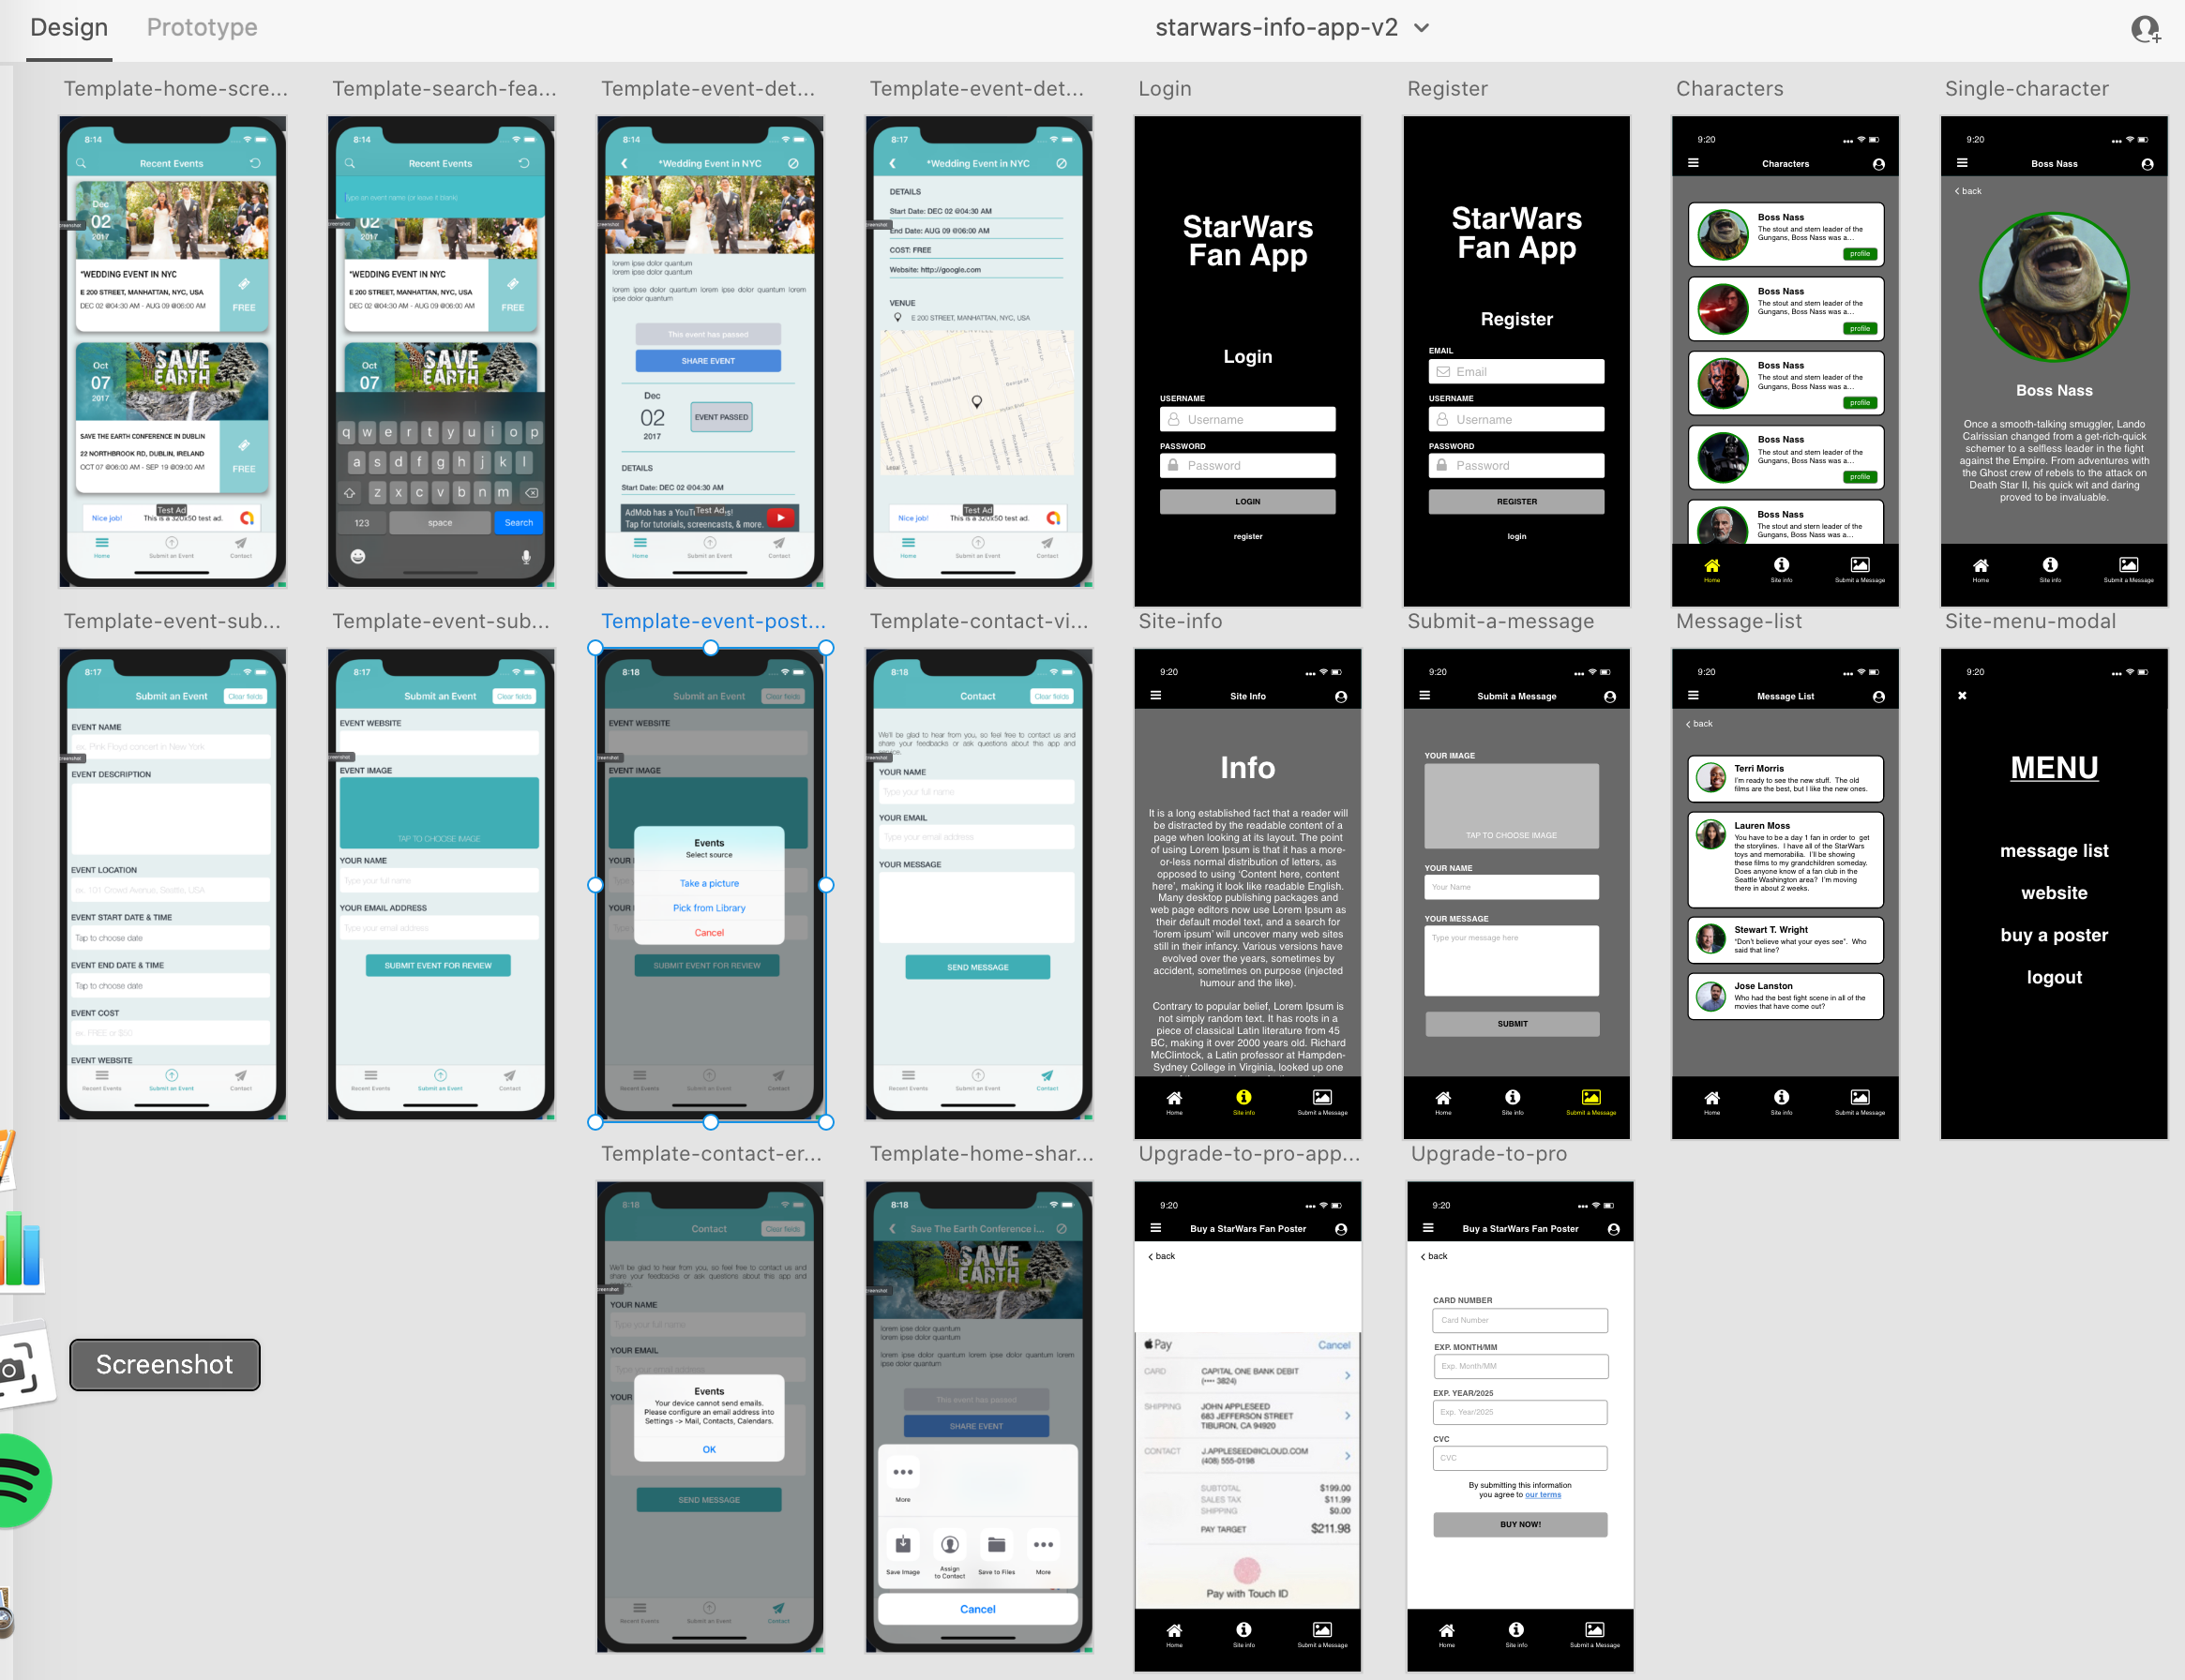 Design
Prototype
starwars-info-app-v2
Template-home-scre...
Template-search-fea...
Template-event-det...
Template-event-det...
Login
Register
Characters
Single-character
8:14
Recent Events
Dec
02
2017
*WEDDING EVENT IN NYC
E 200 STREET, MANHATTAN, NYC, USA
DEC 02 @04:30 AM - AUG 09 @06:00 AM
FREE
Oct
07
2017
SAVE
EARTH
SAVE THE EARTH CONFERENCE IN DUBLIN
22 NORTHBROOK RD, DUBLIN, IRELAND
OCT 07 @06:00 AM - SEP 19 @09:00 AM
FREE
Test Ad
Nice job!
This is a 320x50 test ad.
Home
Submit an Event
Contact
8:14
Recent Events
Type an event name (or leave it blank)
02
2017
*WEDDING EVENT IN NYC
E 200 STREET, MANHATTAN, NYC, USA
DEC 02 @04:30 AM - AUG 09 @06:00 AM
FREE
Oct
07
SAVE
EARTH
q w e r t y u i o p
a s d f g h j k l
z x c v b n m
123
space
Search
8:14
*Wedding Event in NYC
lorem ipse dolor quantum
lorem ipse dolor quantum
lorem ipse dolor quantum lorem ipse dolor quantum lorem
ipse dolor quantum
This event has passed
SHARE EVENT
Dec
02
2017
EVENT PASSED
DETAILS
Start Date: DEC 02 @04:30 AM
Test Ad
Tap for tutorials, screencasts, & more.
Home
Submit an Event
Contact
8:17
*Wedding Event in NYC
DETAILS
Start Date: DEC 02 @04:30 AM
End Date: AUG 09 @06:00 AM
COST: FREE
Website: http://google.com
VENUE
E 200 STREET, MANHATTAN, NYC, USA
Legal
Test Ad
Nice job!
This is a 320x50 test ad.
Home
Submit an Event
Contact
StarWars
Fan App
Login
USERNAME
Username
PASSWORD
Password
LOGIN
register
StarWars
Fan App
Register
EMAIL
Email
USERNAME
Username
PASSWORD
Password
REGISTER
login
9:20
Characters
Boss Nass
The stout and stern leader of the
Gungans, Boss Nass was a...
profile
Boss Nass
The stout and stern leader of the
Gungans, Boss Nass was a...
profile
Boss Nass
The stout and stern leader of the
Gungans, Boss Nass was a...
profile
Boss Nass
The stout and stern leader of the
Gungans, Boss Nass was a...
profile
Boss Nass
The stout and stern leader of the
Gungans, Boss Nass was a...
Home
Site info
Submit a Message
9:20
Boss Nass
back
Boss Nass
Once a smooth-talking smuggler, Lando
Calrissian changed from a get-rich-quick
schemer to a selfless leader in the fight
against the Empire. From adventures with
the Ghost crew of rebels to the attack on
Death Star II, his quick wit and daring
proved to be invaluable.
Home
Site info
Submit a Message
Template-event-sub...
Template-event-sub...
Template-event-post...
Template-contact-vi...
Site-info
Submit-a-message
Message-list
Site-menu-modal
8:17
Submit an Event
Clear fields
EVENT NAME
ex. Pink Floyd concert in New York
EVENT DESCRIPTION
EVENT LOCATION
ex. 101 Creed Avenue, Seattle, USA
EVENT START DATE & TIME
Tap to choose date
EVENT END DATE & TIME
Tap to choose date
EVENT COST
ex. FREE or $50
EVENT WEBSITE
Recent Events
Submit an Event
Contact
8:17
Submit an Event
Clear fields
EVENT WEBSITE
EVENT IMAGE
TAP TO CHOOSE IMAGE
YOUR NAME
Type your full name
YOUR EMAIL ADDRESS
Type your email address
SUBMIT EVENT FOR REVIEW
Recent Events
Submit an Event
Contact
8:18
Submit an Event
Clear fields
EVENT WEBSITE
EVENT IMAGE
Events
Select source
Take a picture
Pick from Library
Cancel
SUBMIT EVENT FOR REVIEW
Recent Events
Submit an Event
Contact
8:18
Contact
Clear fields
We'll be glad to hear from you, so feel free to contact us and
share your feedbacks or ask questions about this app and
service.
YOUR NAME
Type your full name
YOUR EMAIL
Type your email address
YOUR MESSAGE
SEND MESSAGE
Recent Events
Submit an Event
Contact
9:20
Site Info
Info
It is a long established fact that a reader will
be distracted by the readable content of a
page when looking at its layout. The point
of using Lorem Ipsum is that it has a more-
or-less normal distribution of letters, as
opposed to using 'Content here, content
here', making it look like readable English.
Many desktop publishing packages and
web page editors now use Lorem Ipsum as
their default model text, and a search for
'lorem ipsum' will uncover many web sites
still in their infancy. Various versions have
evolved over the years, sometimes by
accident, sometimes on purpose (injected
humour and the like).
Contrary to popular belief, Lorem Ipsum is
not simply random text. It has roots in a
piece of classical Latin literature from 45
BC, making it over 2000 years old. Richard
McClintock, a Latin professor at Hampden-
Sydney College in Virginia, looked up one
Home
Site info
Submit a Message
9:20
Submit a Message
YOUR IMAGE
TAP TO CHOOSE IMAGE
YOUR NAME
Your Name
YOUR MESSAGE
Type your message here
SUBMIT
Home
Site info
Submit a Message
9:20
Message List
back
Terri Morris
I'm ready to see the new stuff. The old
films are the best, but I like the new ones.
Lauren Moss
You have to be a day 1 fan in order to get
the storylines. I have all of the StarWars
toys and memorabilia. I'll be showing
these films to my grandchildren someday.
Does anyone know of a fan club in the
Seattle Washington area? I'm moving
there in about 2 weeks.
Stewart T. Wright
"Don't believe what your eyes see". Who
said that line?
Jose Lanston
Who had the best fight scene in all of the
movies that have come out?
Home
Site info
Submit a Message
9:20
MENU
message list
website
buy a poster
logout
Template-contact-er...
Template-home-shar...
Upgrade-to-pro-app...
Upgrade-to-pro
8:18
Contact
Clear fields
We'll be glad to hear from you, so feel free to contact us and
share your feedbacks or ask questions about this app and
service.
YOUR NAME
Type your full name
YOUR EMAIL
Type your email address
Events
Your device cannot send emails.
Please configure an email address into
Settings -> Mail, Contacts, Calendars.
OK
SEND MESSAGE
Recent Events
Submit an Event
Contact
8:18
Save The Earth Conference i...
SAVE
EARTH
lorem ipse dolor quantum
lorem ipse dolor quantum
lorem ipse dolor quantum lorem ipse dolor quantum lorem
ipse dolor quantum
This event has passed
SHARE EVENT
More
Save Image
Assign
to Contact
Save to Files
More
Cancel
9:20
Buy a StarWars Fan Poster
back
Pay
Cancel
CARD
CAPITAL ONE BANK DEBIT
(•••• 3824)
SHIPPING
JOHN APPLESEED
683 JEFFERSON STREET
TIBURON, CA 94920
CONTACT
J.APPLESEED@ICLOUD.COM
(408) 555-0198
SUBTOTAL $199.00
SALES TAX $11.99
SHIPPING $0.00
PAY TARGET $211.98
Pay with Touch ID
Home
Site info
Submit a Message
9:20
Buy a StarWars Fan Poster
back
CARD NUMBER
Card Number
EXP. MONTH/MM
Exp. Month/MM
EXP. YEAR/2025
Exp. Year/2025
CVC
CVC
By submitting this information
you agree to our terms
BUY NOW!
Home
Site info
Submit a Message
Screenshot